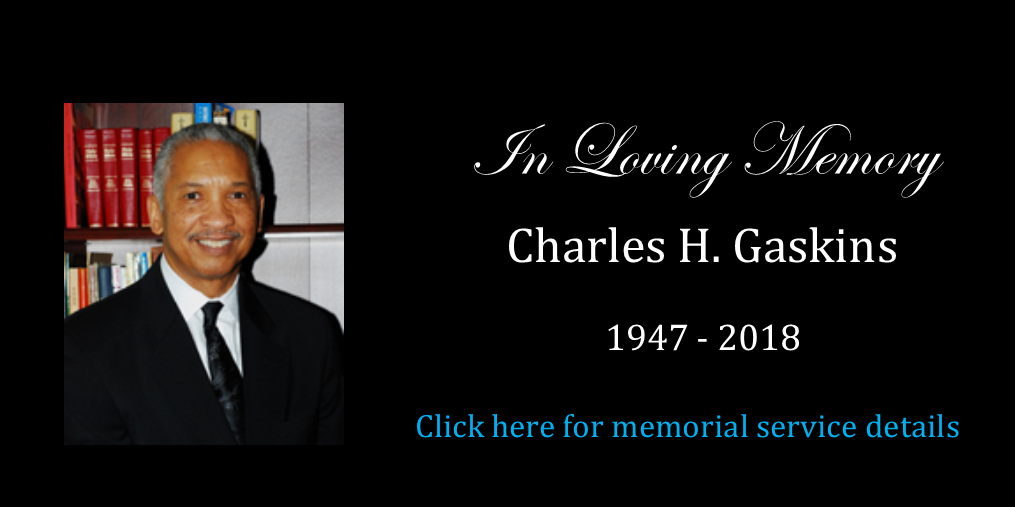 In Loving Memory
Charles H. Gaskins
1947 - 2018
Click here for memorial service details